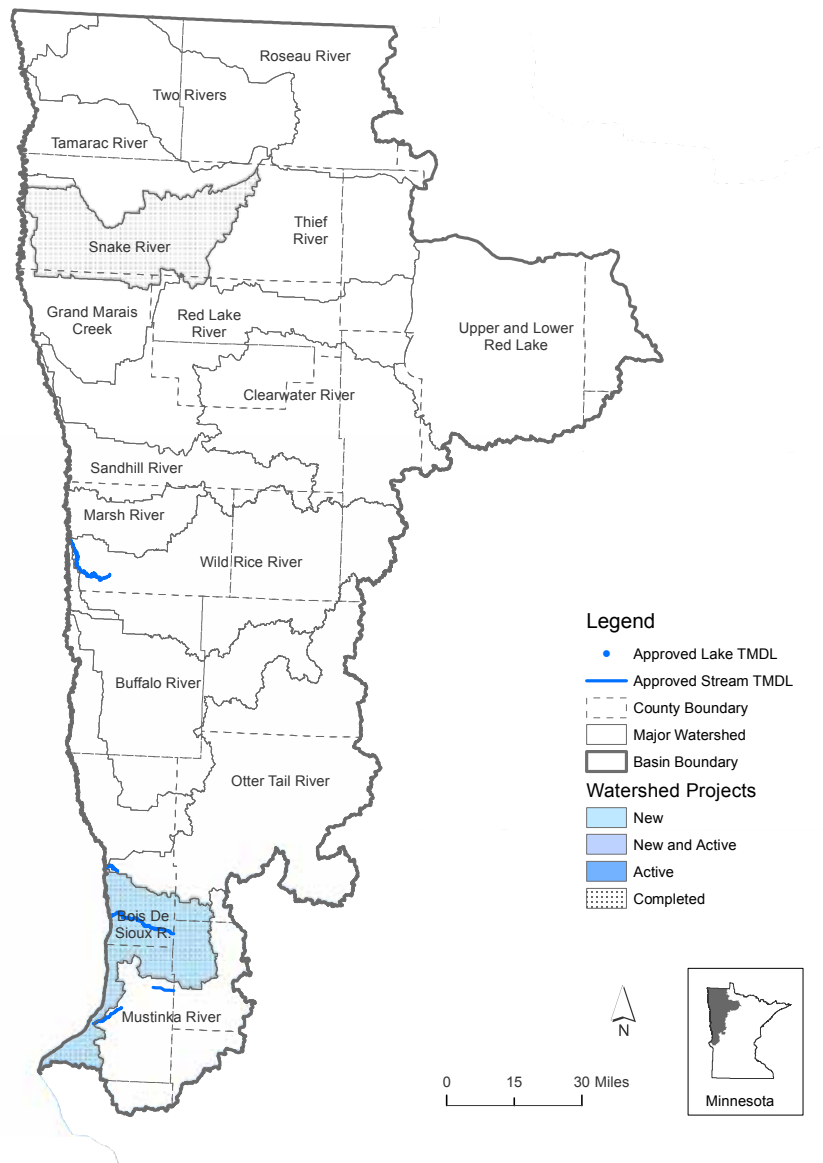 Roseau River
Two Rivers
Tamarac River
Snake River
Thief
River
Grand Marais
Creek
Red Lake
River
Upper and Lower
Red Lake
Clearwater River
Sandhill River
Marsh River
Wild Rice River
Buffalo River
Otter Tail River
Bois De
Sioux R.
Mustinka River
Legend
Approved Lake TMDL
Approved Stream TMDL
County Boundary
Major Watershed
Basin Boundary
Watershed Projects
New
New and Active
Active
Completed
N
0 15 30 Miles
Minnesota